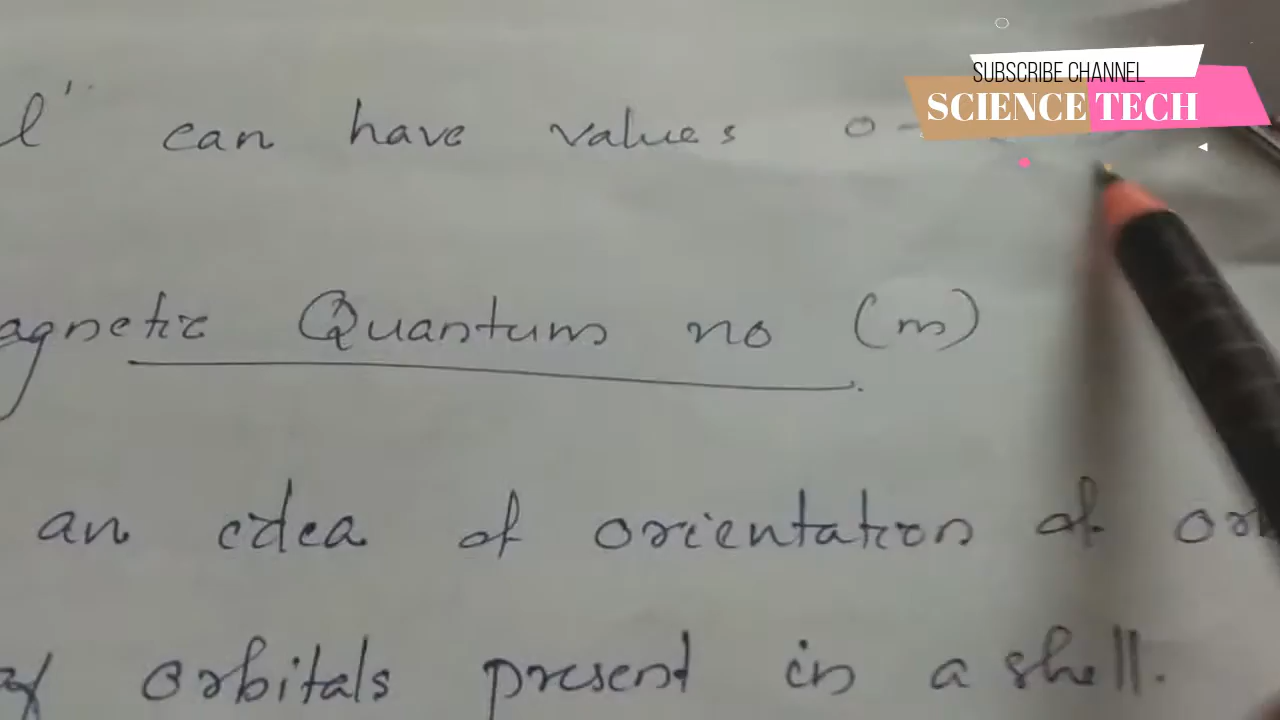 SUBSCRIBE CHANNEL
SCIENCE TECH
l" can have values 0-
agnetic Quantum no (m)
an idea of orientation of
of orbitals present in a shell.